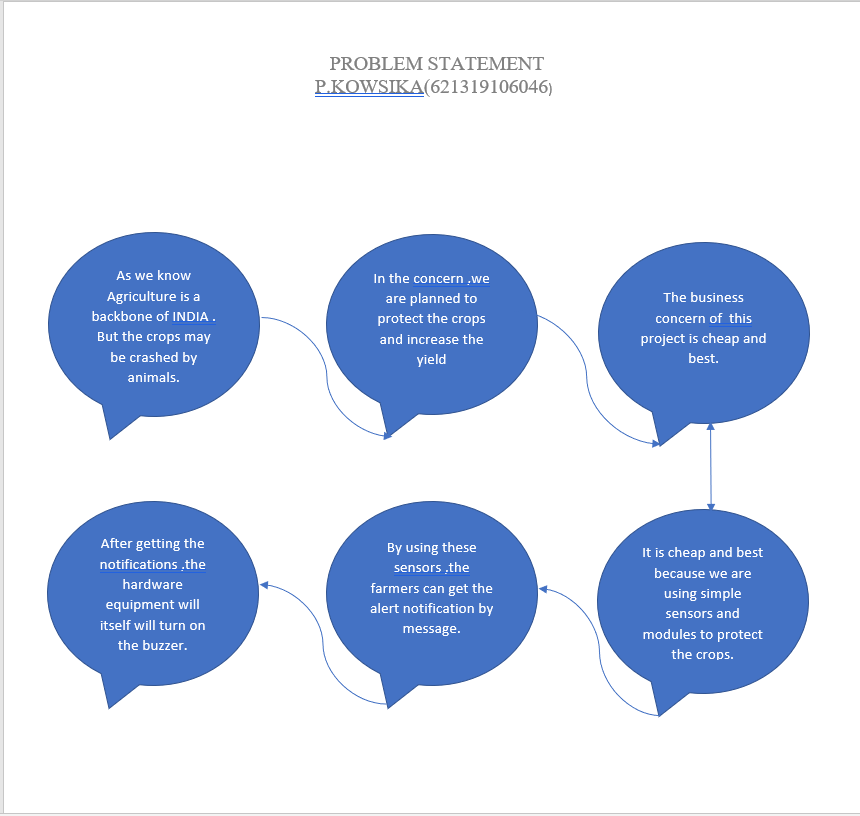 PROBLEM STATEMENT
P.KOWSIKA(621319106046)
As we know
Agriculture is a
backbone of INDIA .
But the crops may
be crashed by
animals.
In the concern ,we
are planned to
protect the crops
and increase the
yield
The business
concern of  this
project is cheap and
best.
It is cheap and best
because we are
using simple
sensors and
modules to protect
the crops.
By using these
sensors ,the
farmers can get the
alert notification by
message.
After getting the
notifications ,the
hardware
equipment will
itself will turn on
the buzzer.